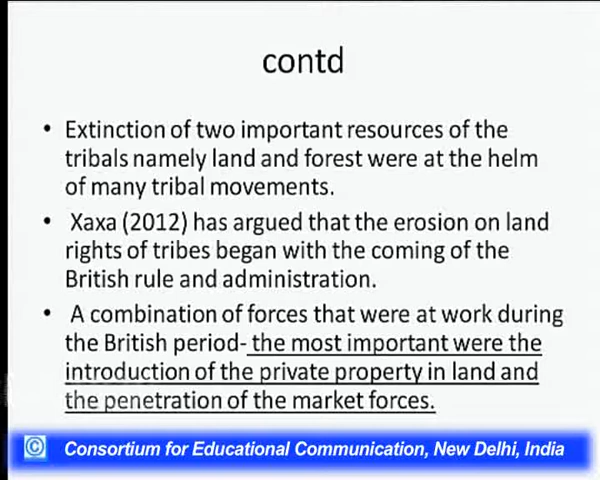 contd
• Extinction of two important resources of the
tribals namely land and forest were at the helm
of many tribal movements.
• Xaxa (2012) has argued that the erosion on land
rights of tribes began with the coming of the
British rule and administration.
• A combination of forces that were at work during
the British period- the most important were the
introduction of the private property in land and
the penetration of the market forces.
© Consortium for Educational Communication, New Delhi, India